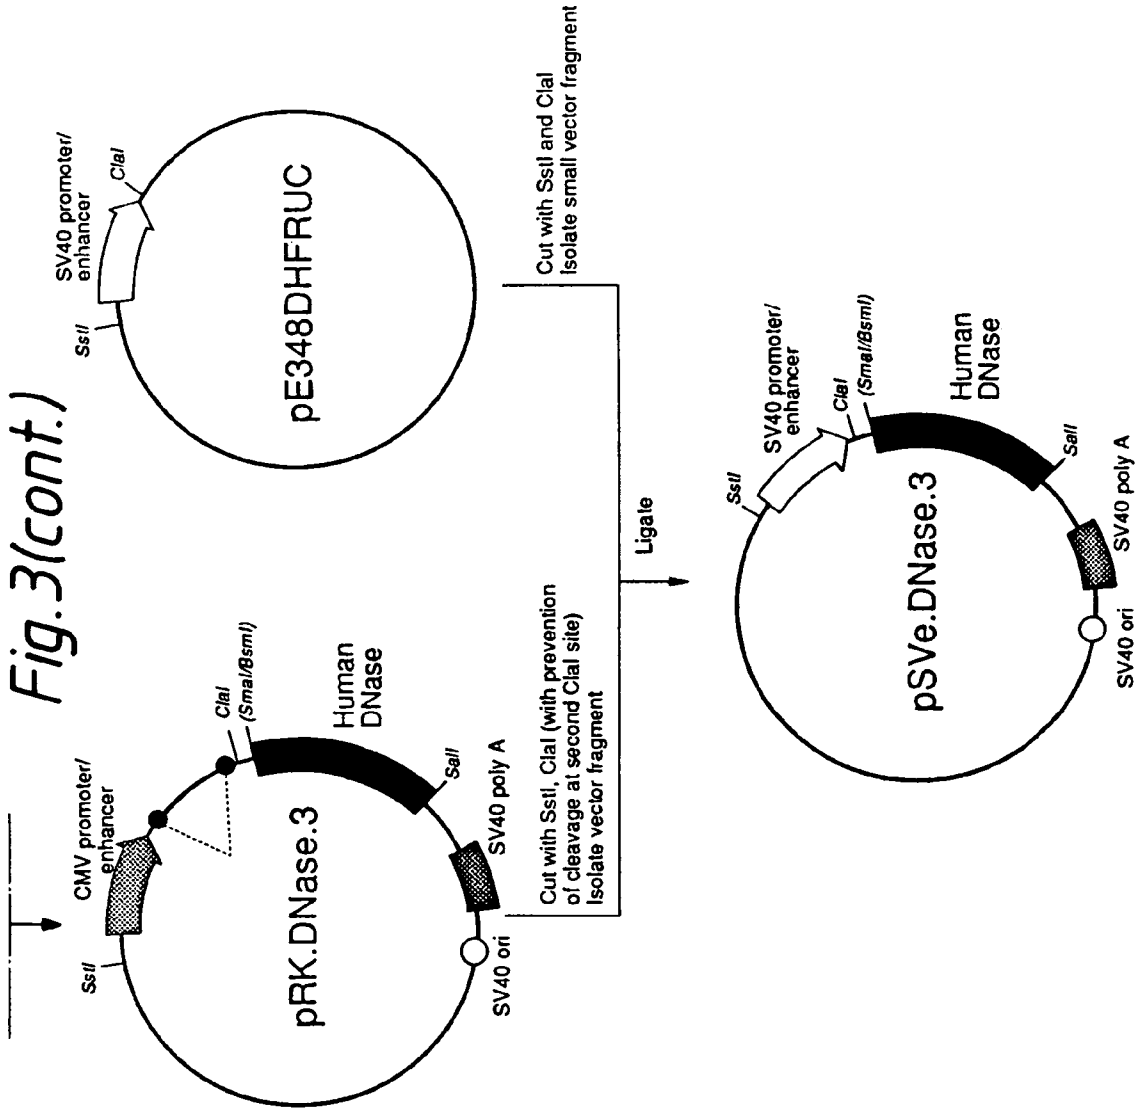 Fig.3(cont.)
SstI
CMV promoter/
enhancer
ClaI
(SmaI/BsmI)
Human
DNase
SalI
SV40 poly A
SV40 ori
pRK.DNase.3
SstI
SV40 promoter/
enhancer
ClaI
pE348DHFRUC
Cut with SstI, ClaI (with prevention
of cleavage at second ClaI site)
Isolate vector fragment
Cut with SstI and ClaI
Isolate small vector fragment
Ligate
SstI
SV40 promoter/
enhancer
ClaI
(SmaI/BsmI)
Human
DNase
SalI
SV40 poly A
SV40 ori
pSVe.DNase.3